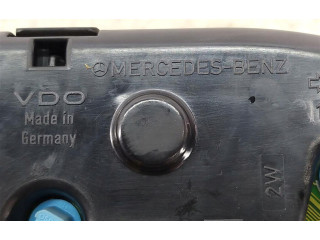 MERCEDES-BENZ
VDO
Made in
Germany
2W